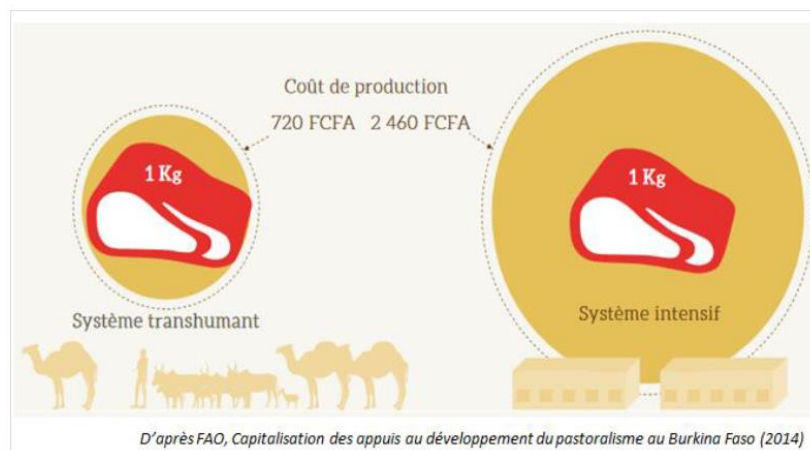 Coût de production
720 FCFA 2 460 FCFA
1 Kg
1 Kg
Système transhumant
Système intensif
D'après FAO, Capitalisation des appuis au développement du pastoralisme au Burkina Faso (2014)